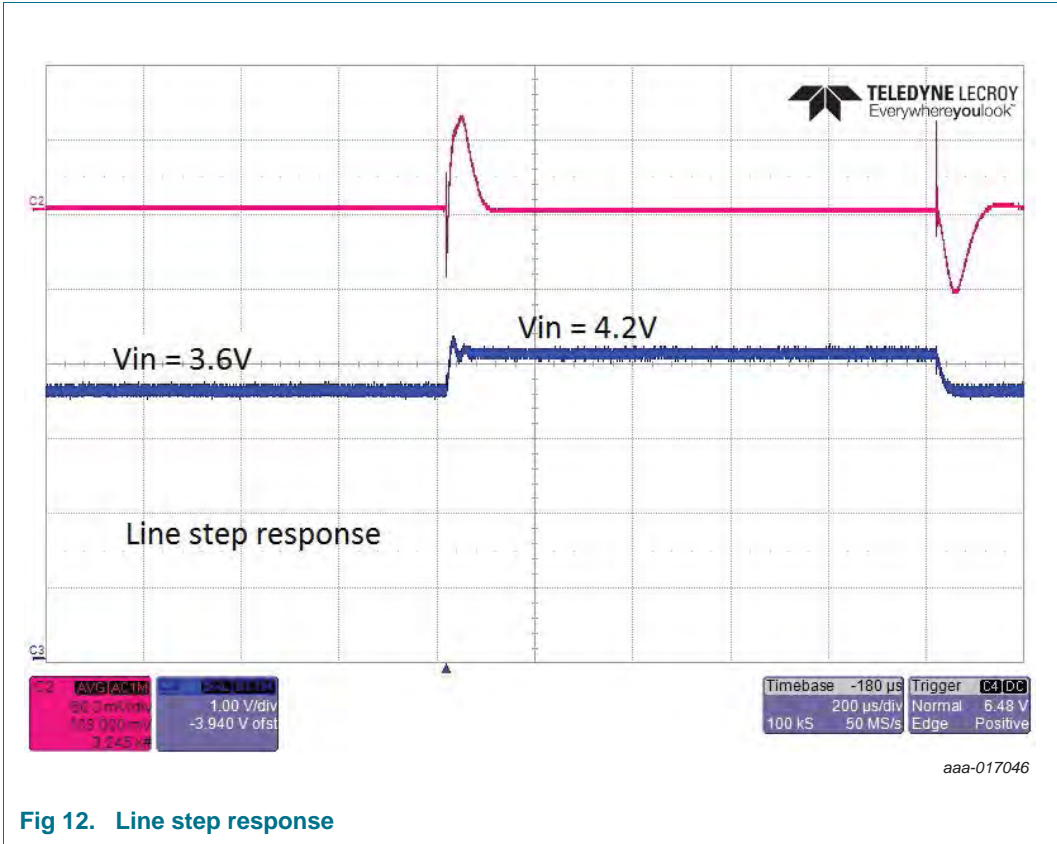 TELEDYNE LECROY
Everywhereyoulook™
C2
Vin = 3.6V
Vin = 4.2V
Line step response
C3
C2 AVG AC1M
1.00 V/div
-3.940 V ofst
Timebase -180 µs
200 µs/div
100 kS 50 MS/s
Trigger C4 DC
Normal 6.48 V
Edge Positive
aaa-017046
Fig 12. Line step response